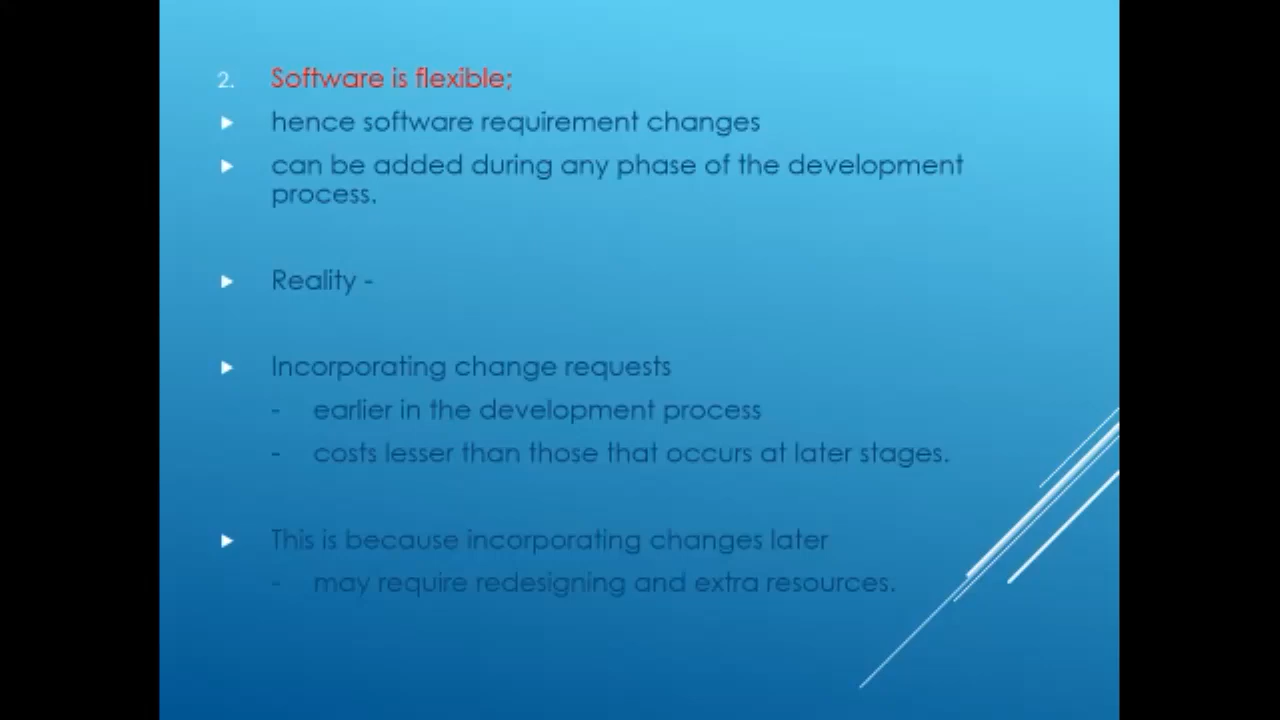 2. Software is flexible;
hence software requirement changes
can be added during any phase of the development
process.
Reality -
Incorporating change requests
- earlier in the development process
- costs lesser than those that occurs at later stages.
This is because incorporating changes later
- may require redesigning and extra resources.